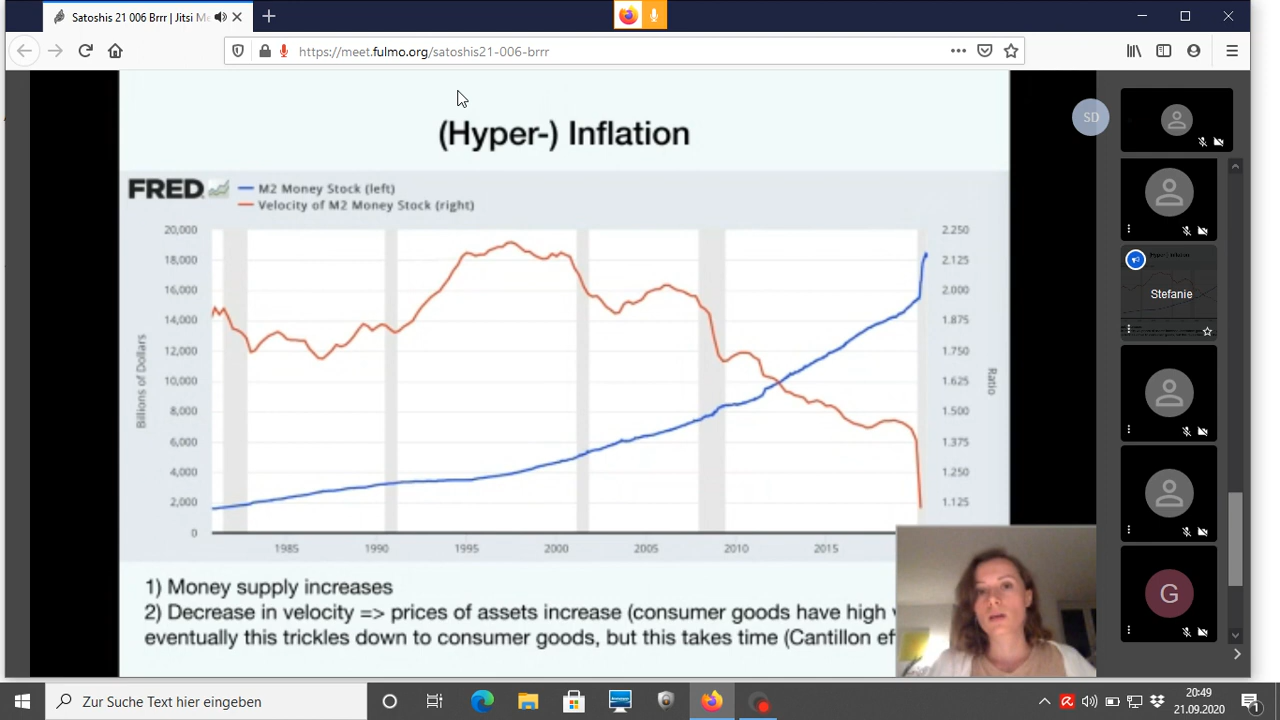 Satoshis 21 006 Brrr | Jitsi Me
https://meet.fulmo.org/satoshis21-006-brrr
(Hyper-) Inflation
SD
FRED
M2 Money Stock (left)
Velocity of M2 Money Stock (right)
20,000
18,000
16,000
14,000
12,000
10,000
8,000
6,000
4,000
2,000
0
Billions of Dollars
2.250
2.125
2.000
1.875
1.750
1.625
1.500
1.375
1.250
1.125
Ratio
1985
1990
1995
2000
2005
2010
2015
1) Money supply increases
2) Decrease in velocity => prices of assets increase (consumer goods have high
eventually this trickles down to consumer goods, but this takes time (Cantillon ef
Stefanie
G
Zur Suche Text hier eingeben
20:49
21.09.2020
1